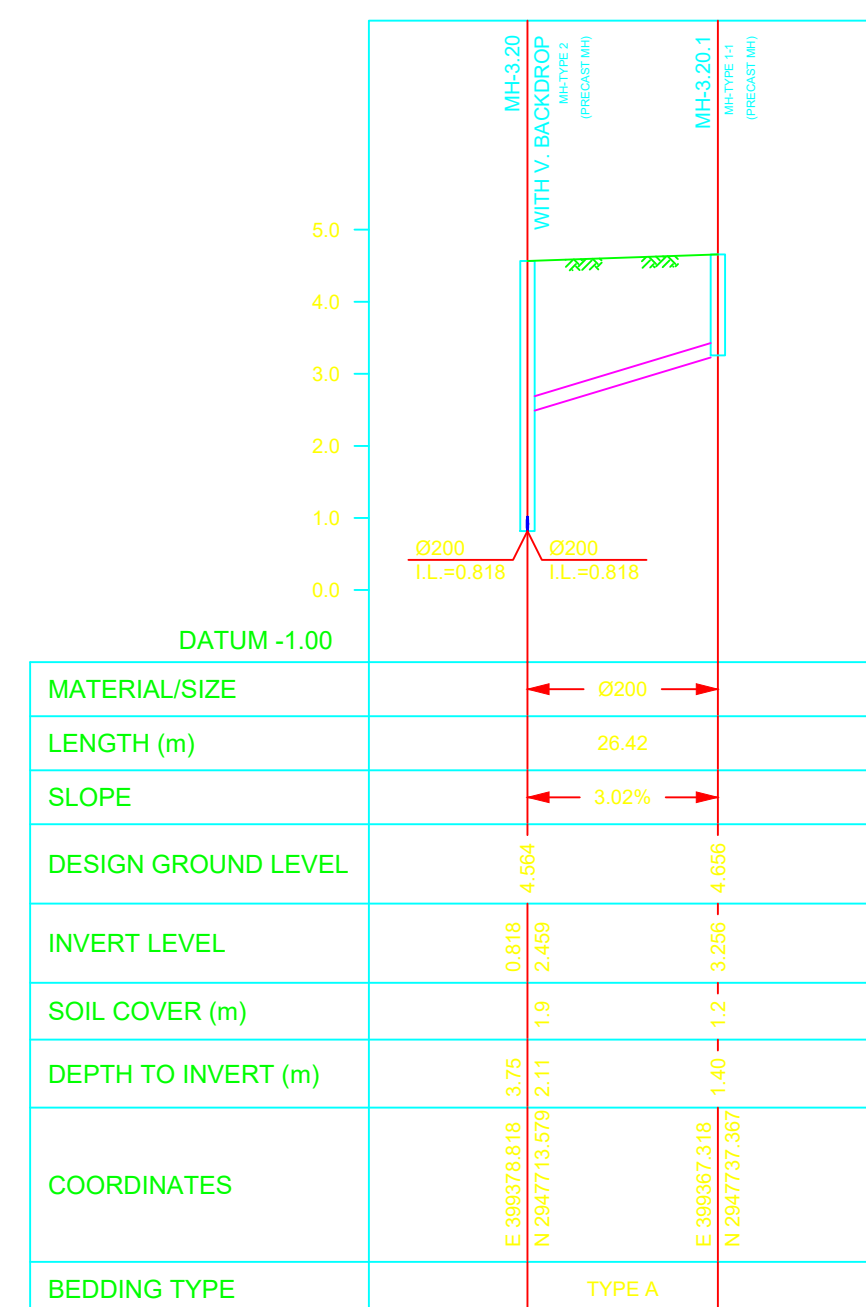 MH-3.20
WITH V. BACKDROP
MH-TYPE 2
(PRECAST MH)
MH-3.20.1
MH-TYPE 1-1
(PRECAST MH)
5.0
4.0
3.0
2.0
1.0
0.0
Ø200
I.L.=0.818
Ø200
I.L.=0.818
DATUM -1.00
MATERIAL/SIZE
Ø200
LENGTH (m)
26.42
SLOPE
3.02%
DESIGN GROUND LEVEL
4.564
4.656
INVERT LEVEL
0.818
2.459
3.256
SOIL COVER (m)
1.9
1.2
DEPTH TO INVERT (m)
3.75
2.11
1.40
COORDINATES
E 399378.818
N 2947713.579
E 399367.318
N 2947737.367
BEDDING TYPE
TYPE A